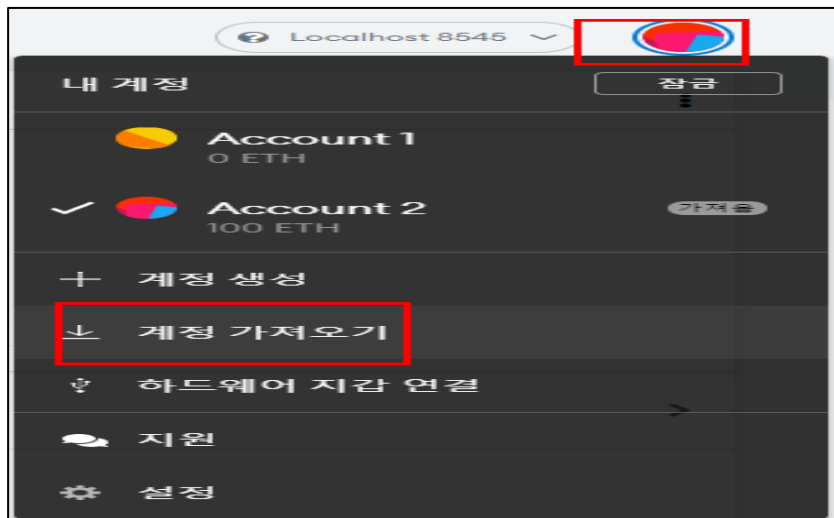 Localhost 8545
내 계정
잠금
Account 1
0 ETH
Account 2
가져옴
100 ETH
계정 생성
계정 가져오기
하드웨어 지갑 연결
지원
설정